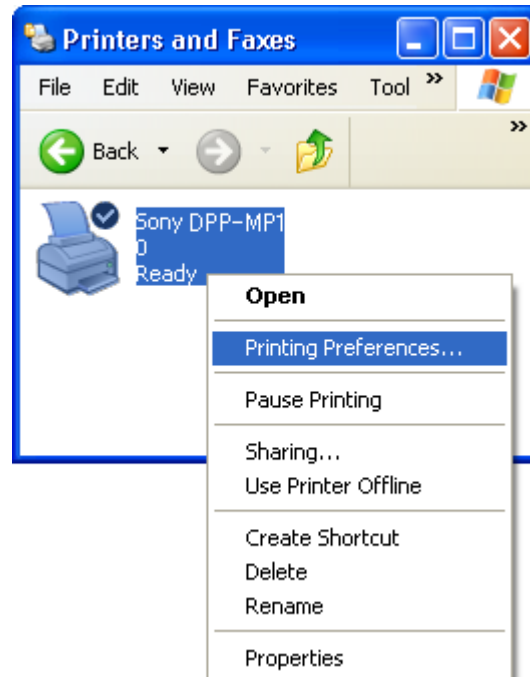 Printers and Faxes
File Edit View Favorites Tool »
Back »
Sony DPP-MP1
0
Ready
Open
Printing Preferences...
Pause Printing
Sharing...
Use Printer Offline
Create Shortcut
Delete
Rename
Properties